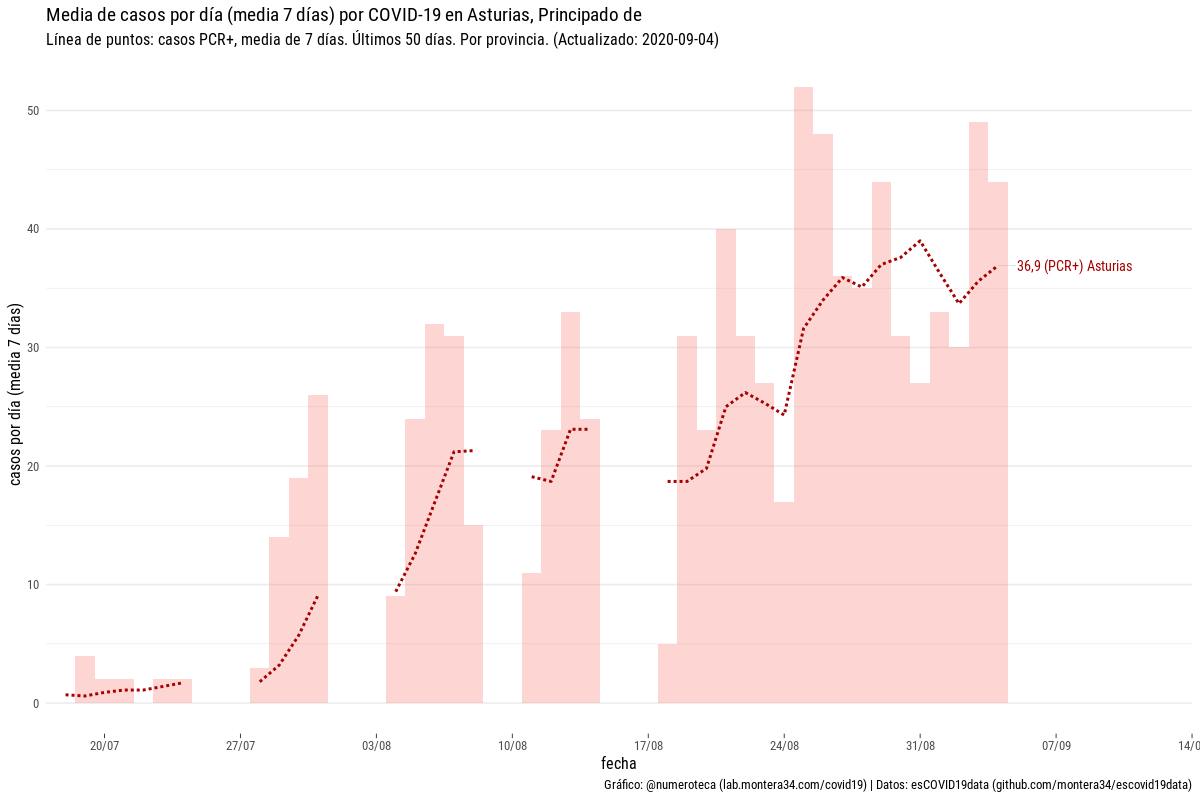 Media de casos por día (media 7 días) por COVID-19 en Asturias, Principado de
Línea de puntos: casos PCR+, media de 7 días. Últimos 50 días. Por provincia. (Actualizado: 2020-09-04)
casos por día (media 7 días)
50
40
30
20
10
0
36,9 (PCR+) Asturias
20/07
27/07
03/08
10/08
17/08
24/08
31/08
07/09
14/0
fecha
Gráfico: @numeroteca (lab.montera34.com/covid19) | Datos: esCOVID19data (github.com/montera34/escovid19data)